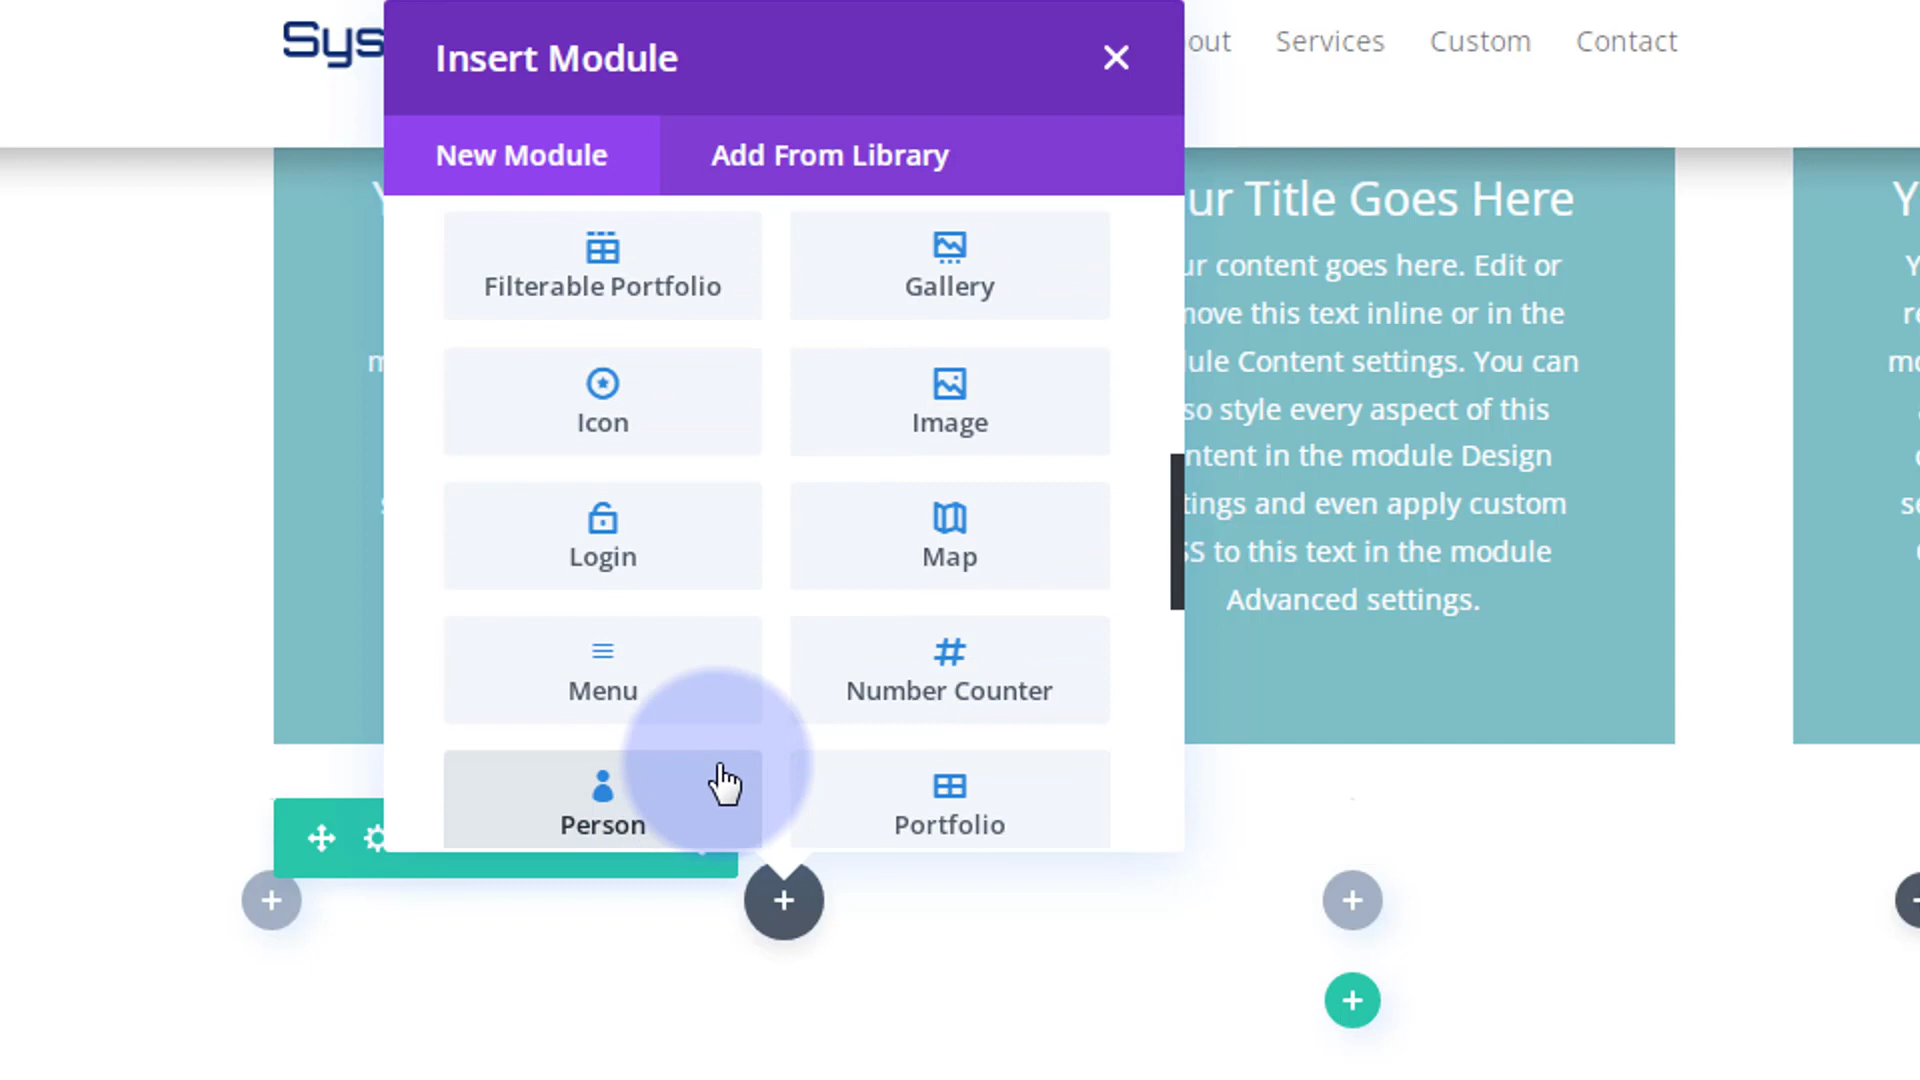 Sys
Insert Module
out
Services
Custom
Contact
New Module
Add From Library
Filterable Portfolio
Gallery
Icon
Image
Login
Map
Menu
Number Counter
Person
Portfolio
ur Title Goes Here
ur content goes here. Edit or
move this text inline or in the
dule Content settings. You can
so style every aspect of this
ntent in the module Design
tings and even apply custom
SS to this text in the module
Advanced settings.